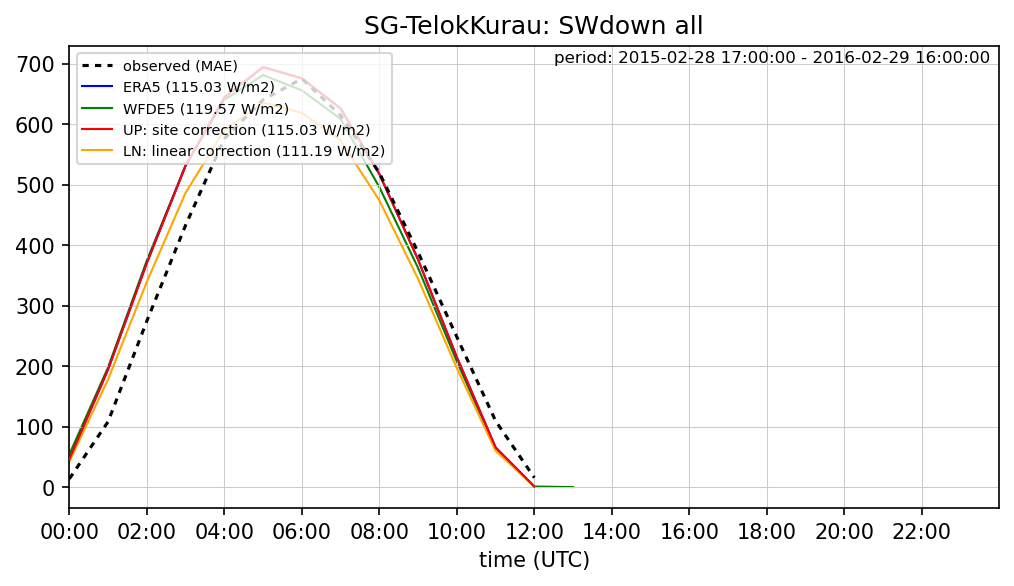 SG-TelokKurau: SWdown all
period: 2015-02-28 17:00:00 - 2016-02-29 16:00:00
observed (MAE)
ERA5 (115.03 W/m2)
WFDE5 (119.57 W/m2)
UP: site correction (115.03 W/m2)
LN: linear correction (111.19 W/m2)
700
600
500
400
300
200
100
0
00:00 02:00 04:00 06:00 08:00 10:00 12:00 14:00 16:00 18:00 20:00 22:00
time (UTC)